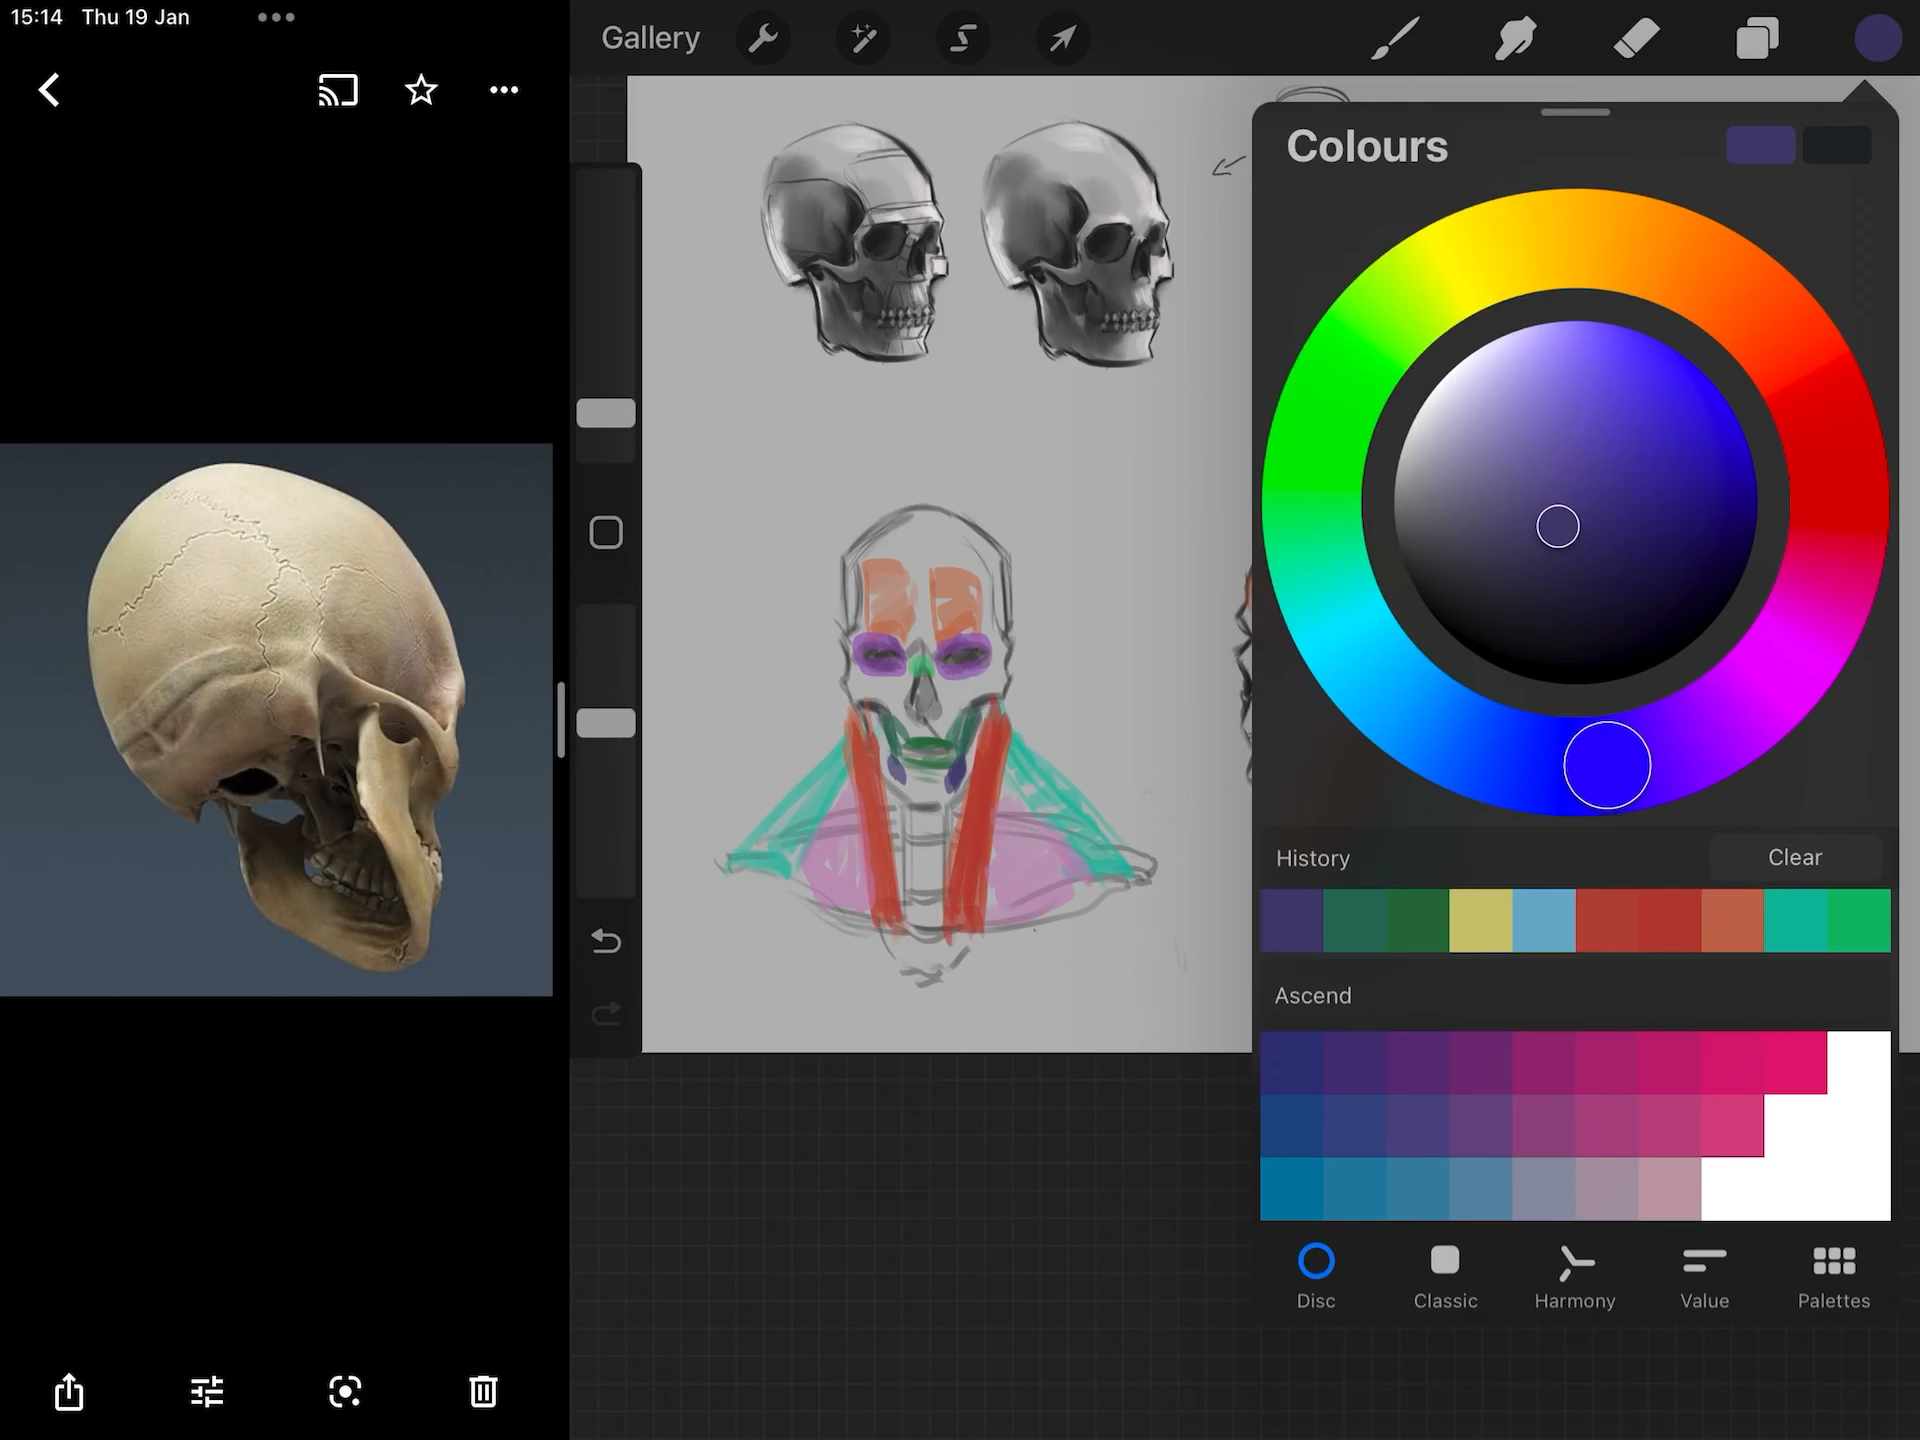 15:14 Thu 19 Jan
Gallery
Colours
History
Clear
Ascend
Disc
Classic
Harmony
Value
Palettes